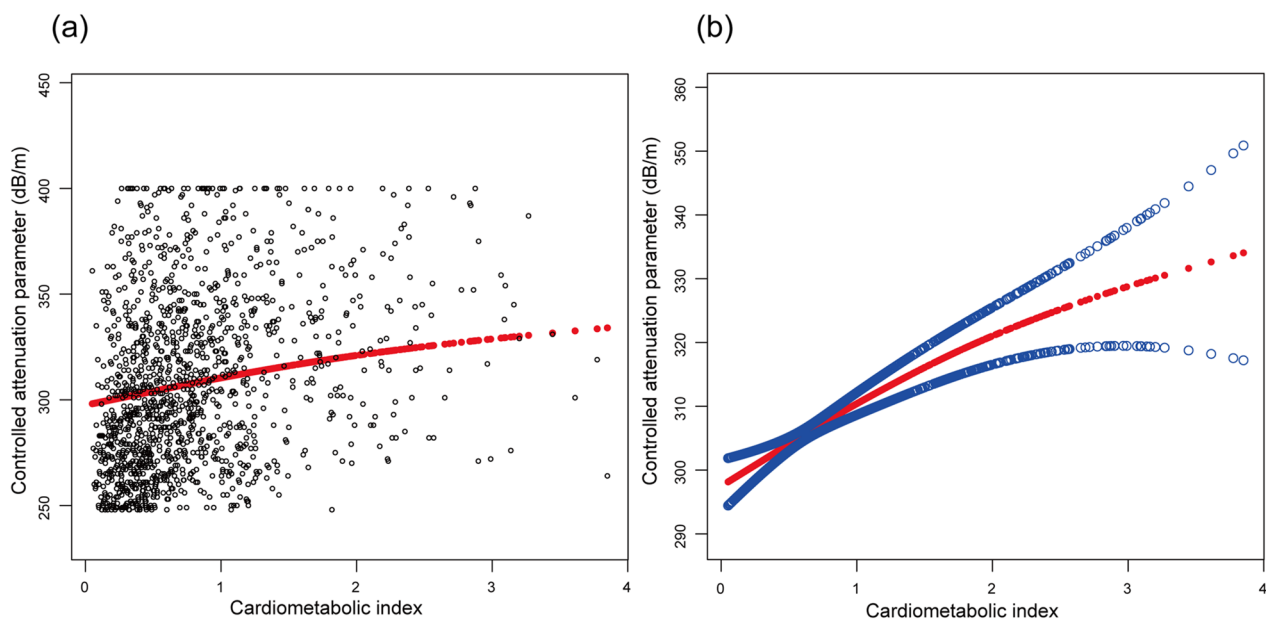 (a)
(b)
Controlled attenuation parameter (dB/m)
450
400
350
300
250
0 1 2 3 4
Cardiometabolic index
Controlled attenuation parameter (dB/m)
360
350
340
330
320
310
300
290
0 1 2 3 4
Cardiometabolic index